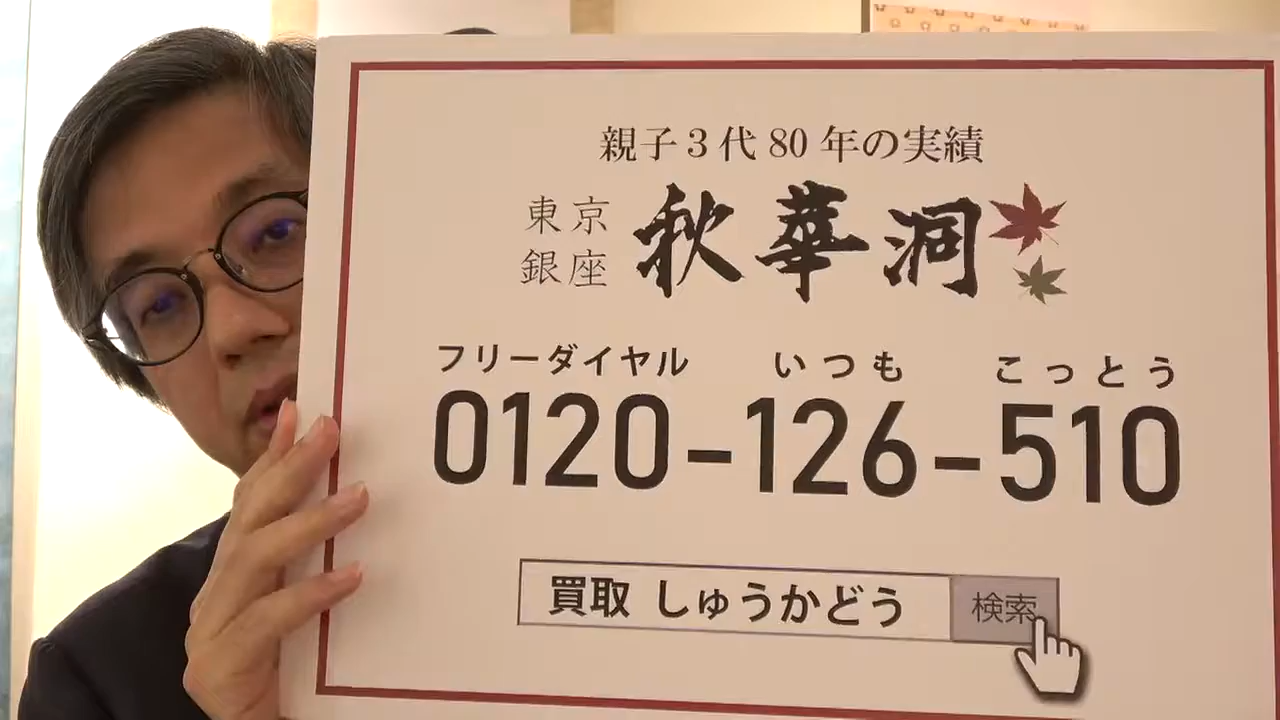 親子3代80年の実績
東京
銀座
秋華洞
フリーダイヤル いつも こっとう
0120-126-510
買取 しゅうかどう 検索